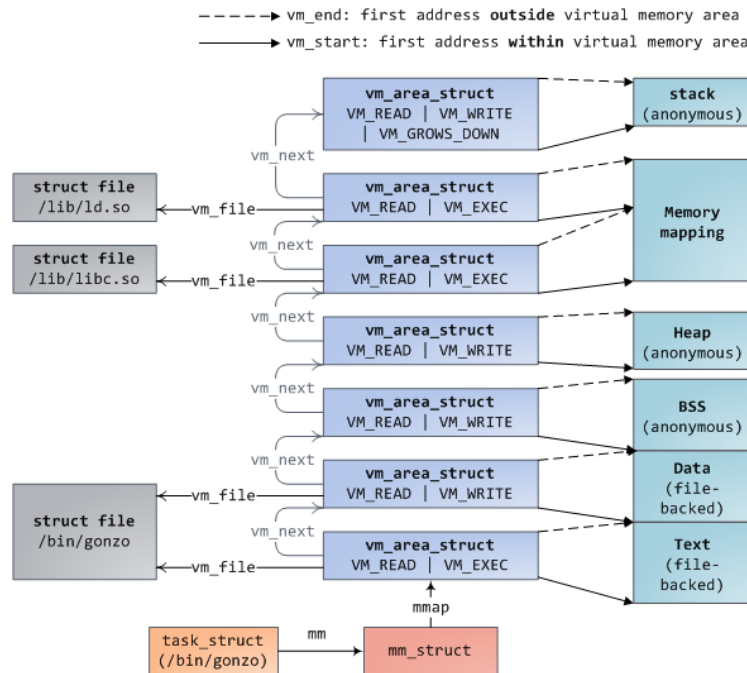 vm_end: first address outside virtual memory area
vm_start: first address within virtual memory area
vm_area_struct
VM_READ | VM_WRITE
| VM_GROWS_DOWN
stack
(anonymous)
vm_next
struct file
/lib/ld.so
vm_file
vm_area_struct
VM_READ | VM_EXEC
Memory
mapping
vm_next
struct file
/lib/libc.so
vm_file
vm_area_struct
VM_READ | VM_EXEC
vm_next
vm_area_struct
VM_READ | VM_WRITE
Heap
(anonymous)
vm_next
vm_area_struct
VM_READ | VM_WRITE
BSS
(anonymous)
vm_next
vm_area_struct
VM_READ | VM_WRITE
Data
(file-
backed)
vm_file
struct file
/bin/gonzo
vm_next
vm_area_struct
VM_READ | VM_EXEC
Text
(file-
backed)
vm_file
mmap
task_struct
(/bin/gonzo)
mm
mm_struct